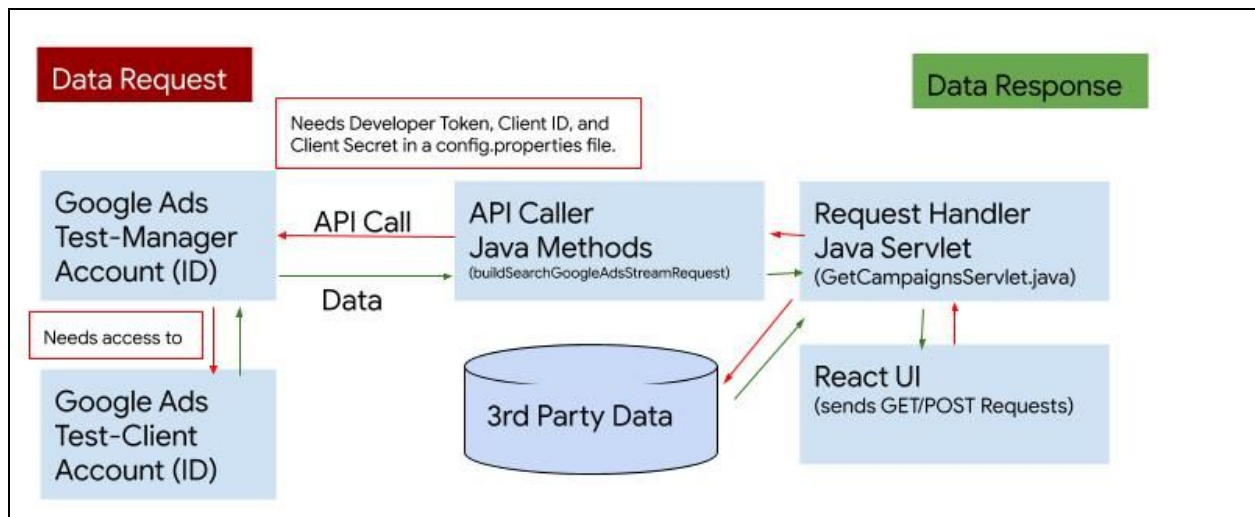 Data Request
Data Response
Needs Developer Token, Client ID, and
Client Secret in a config.properties file.
Google Ads
Test-Manager
Account (ID)
API Call
Data
API Caller
Java Methods
(buildSearchGoogleAdsStreamRequest)
Request Handler
Java Servlet
(GetCampaignsServlet.java)
Needs access to
Google Ads
Test-Client
Account (ID)
3rd Party Data
React UI
(sends GET/POST Requests)